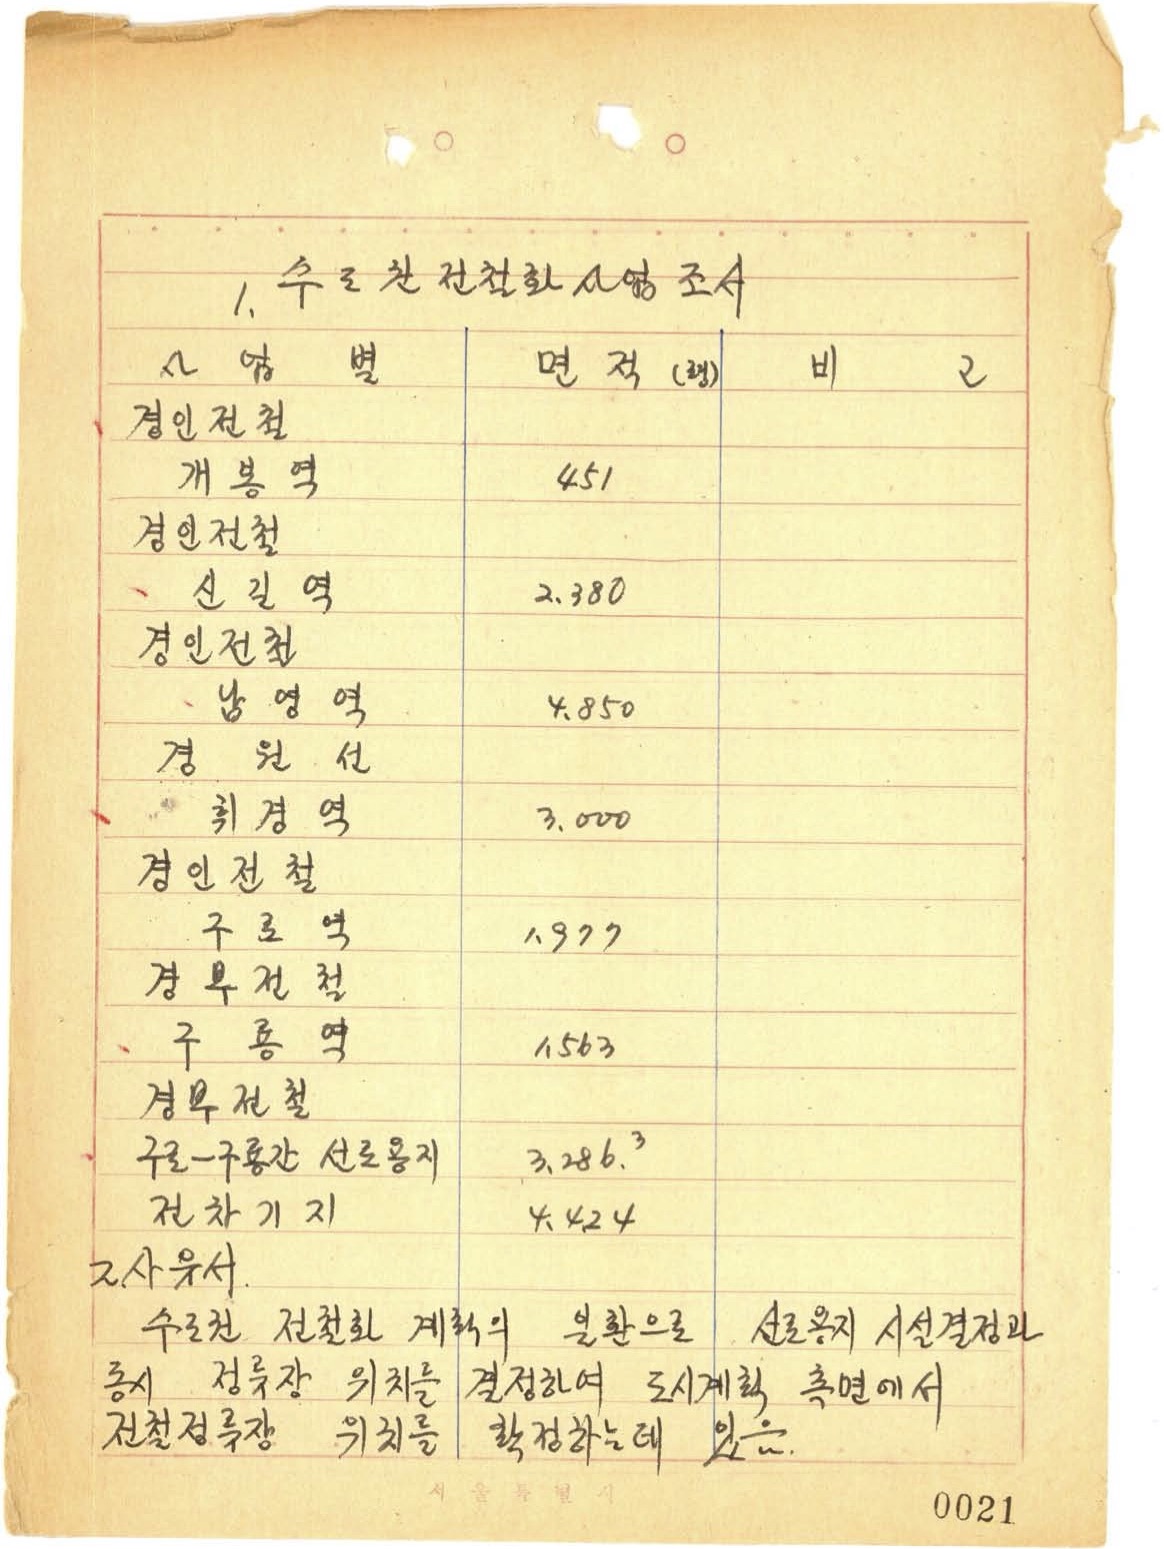 1. 수도권전철화사업조서
사업별 면적(평) 비고
경인전철
개봉역 451
경인전철
신길역 2.380
경인전철
남영역 4.850
경원선
휘경역 3.000
경인전철
구로역 1.977
경부전철
구룡역 1.563
경부전철
구로-구룡간 선로용지 3.286.3
전차기지 4.424
2. 사유서.
수도권 전철화 계획의 일환으로 선로용지 시설결정과
동시 정류장 위치를 결정하여 도시계획 측면에서
전철정류장 위치를 확정하는데 있음.
서울특별시
0021